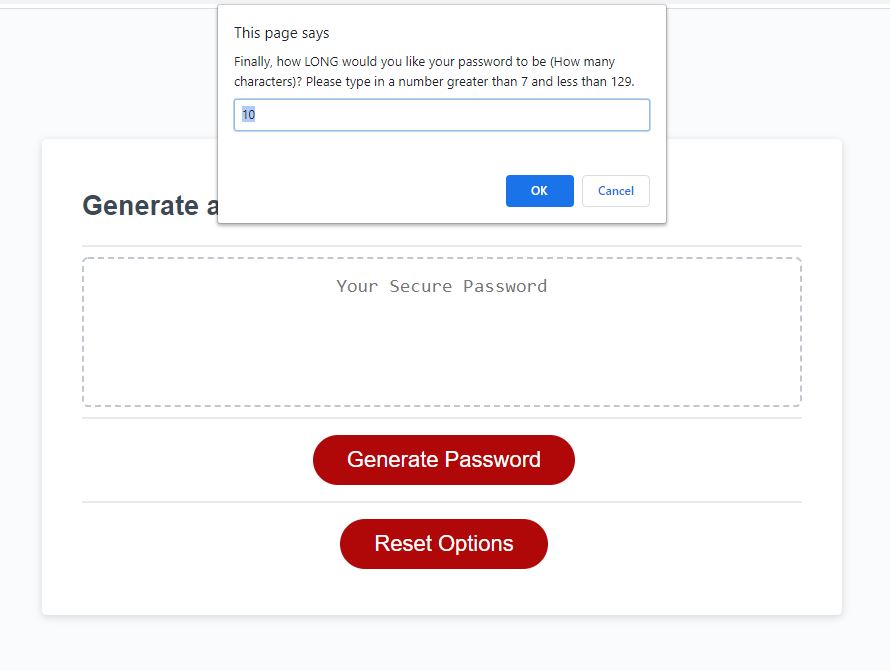 This page says
Finally, how LONG would you like your password to be (How many
characters)? Please type in a number greater than 7 and less than 129.
10
OK Cancel
Generate a
Your Secure Password
Generate Password
Reset Options